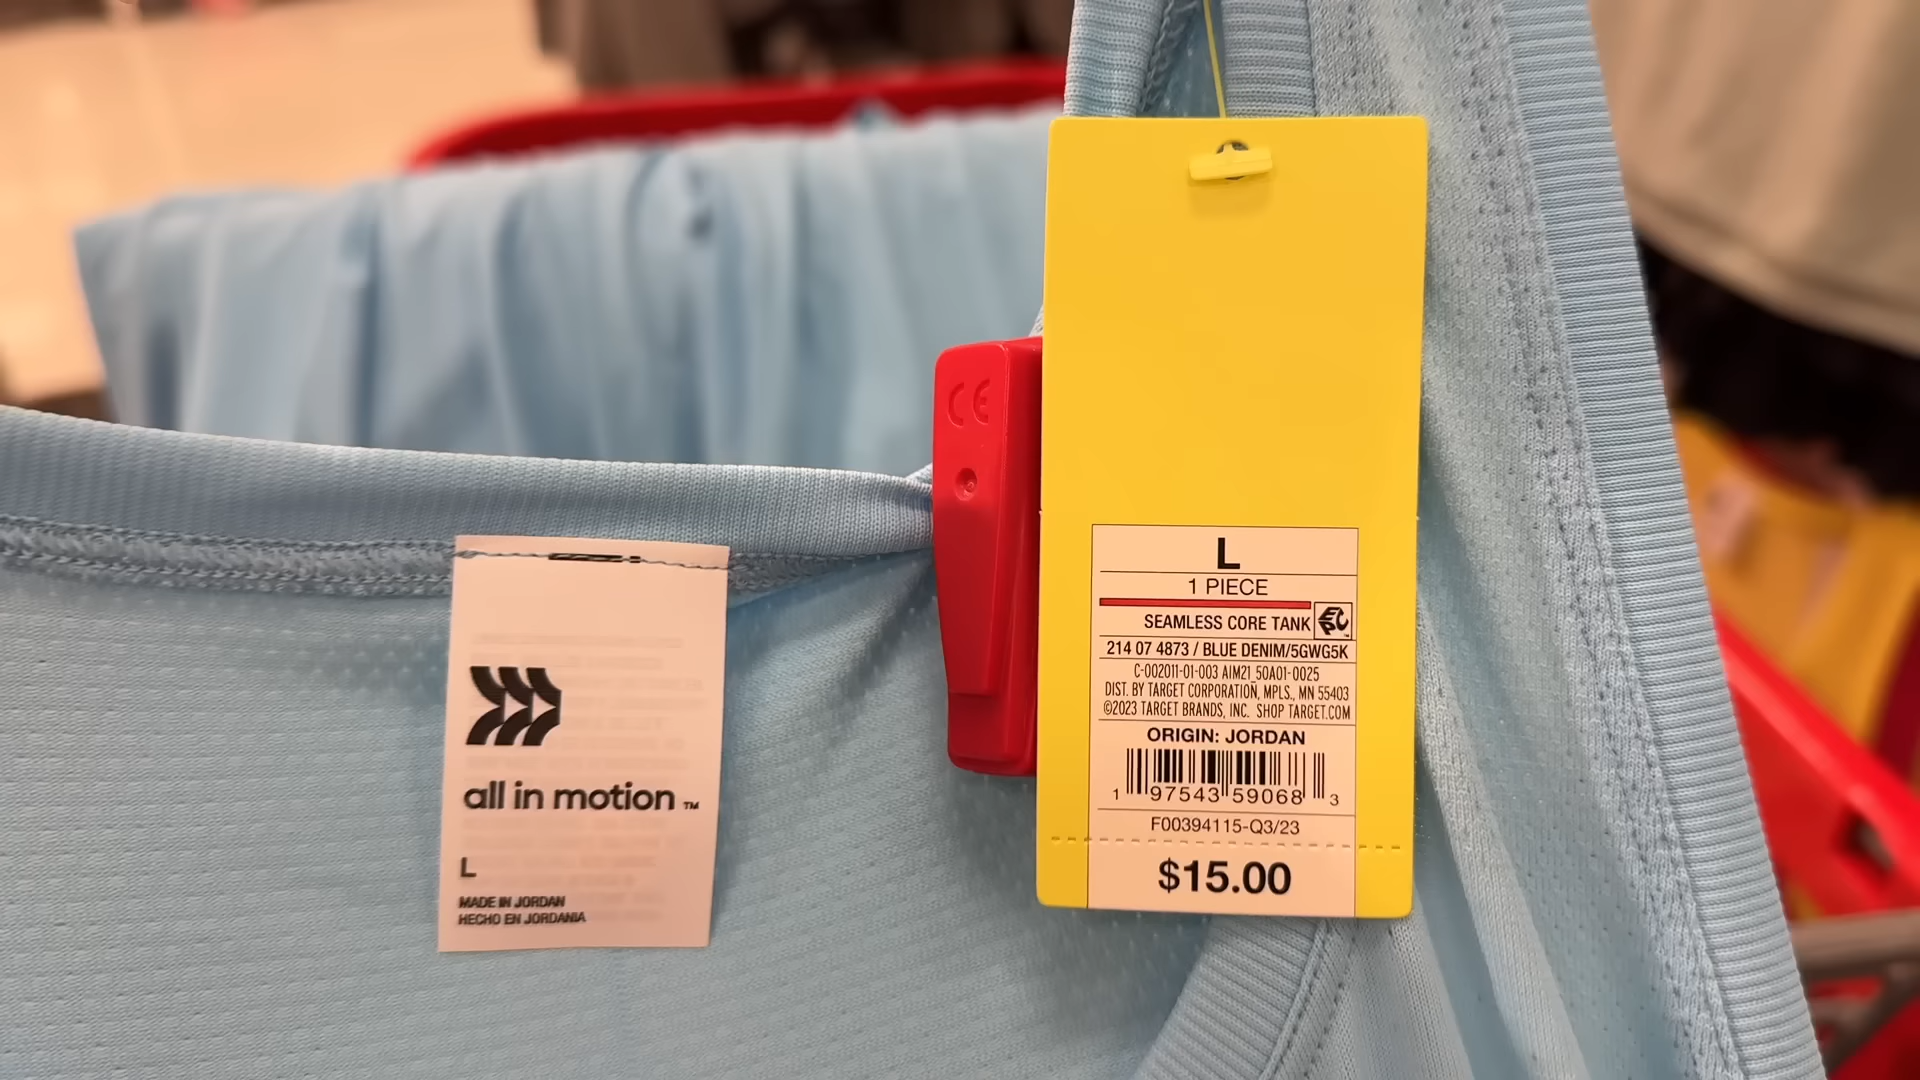 all in motion ™
L
MADE IN JORDAN
HECHO EN JORDANIA
CE
L
1 PIECE
SEAMLESS CORE TANK
214 07 4873 / BLUE DENIM/5GWG5K
C-002011-01-003 AIM21_50A01-0025
DIST. BY TARGET CORPORATION, MPLS., MN 55403
©2023 TARGET BRANDS, INC. SHOP TARGET.COM
ORIGIN: JORDAN
1 97543 59068 3
F00394115-Q3/23
$15.00